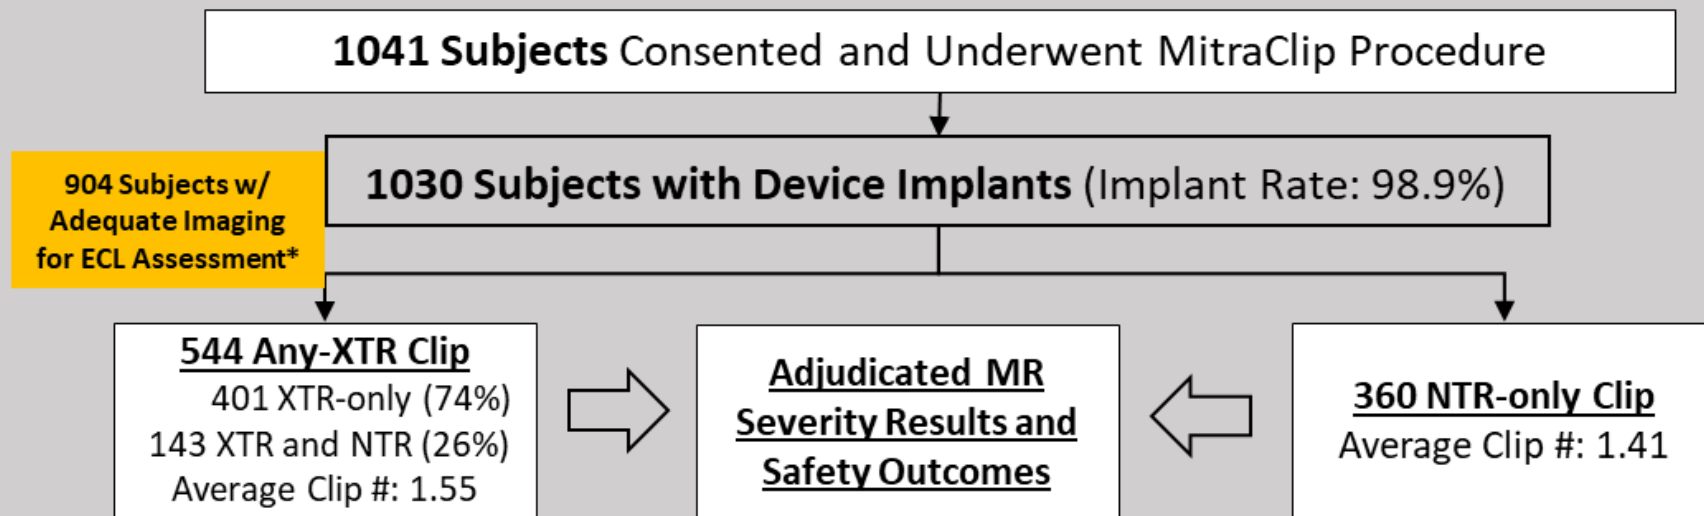 1041 Subjects Consented and Underwent MitraClip Procedure
904 Subjects w/
Adequate Imaging
for ECL Assessment*
1030 Subjects with Device Implants (Implant Rate: 98.9%)
544 Any-XTR Clip
401 XTR-only (74%)
143 XTR and NTR (26%)
Average Clip #: 1.55
Adjudicated MR
Severity Results and
Safety Outcomes
360 NTR-only Clip
Average Clip #: 1.41